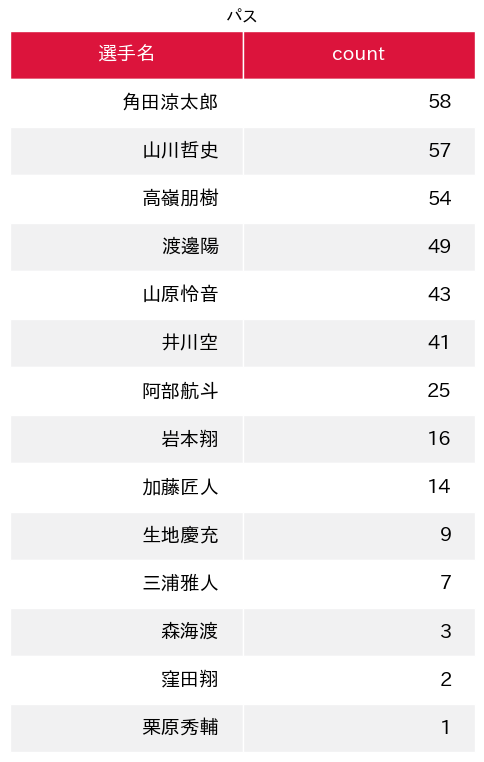 パス
選手名 count
角田涼太郎 58
山川哲史 57
高嶺朋樹 54
渡邊陽 49
山原怜音 43
井川空 41
阿部航斗 25
岩本翔 16
加藤匠人 14
生地慶充 9
三浦雅人 7
森海渡 3
窪田翔 2
栗原秀輔 1